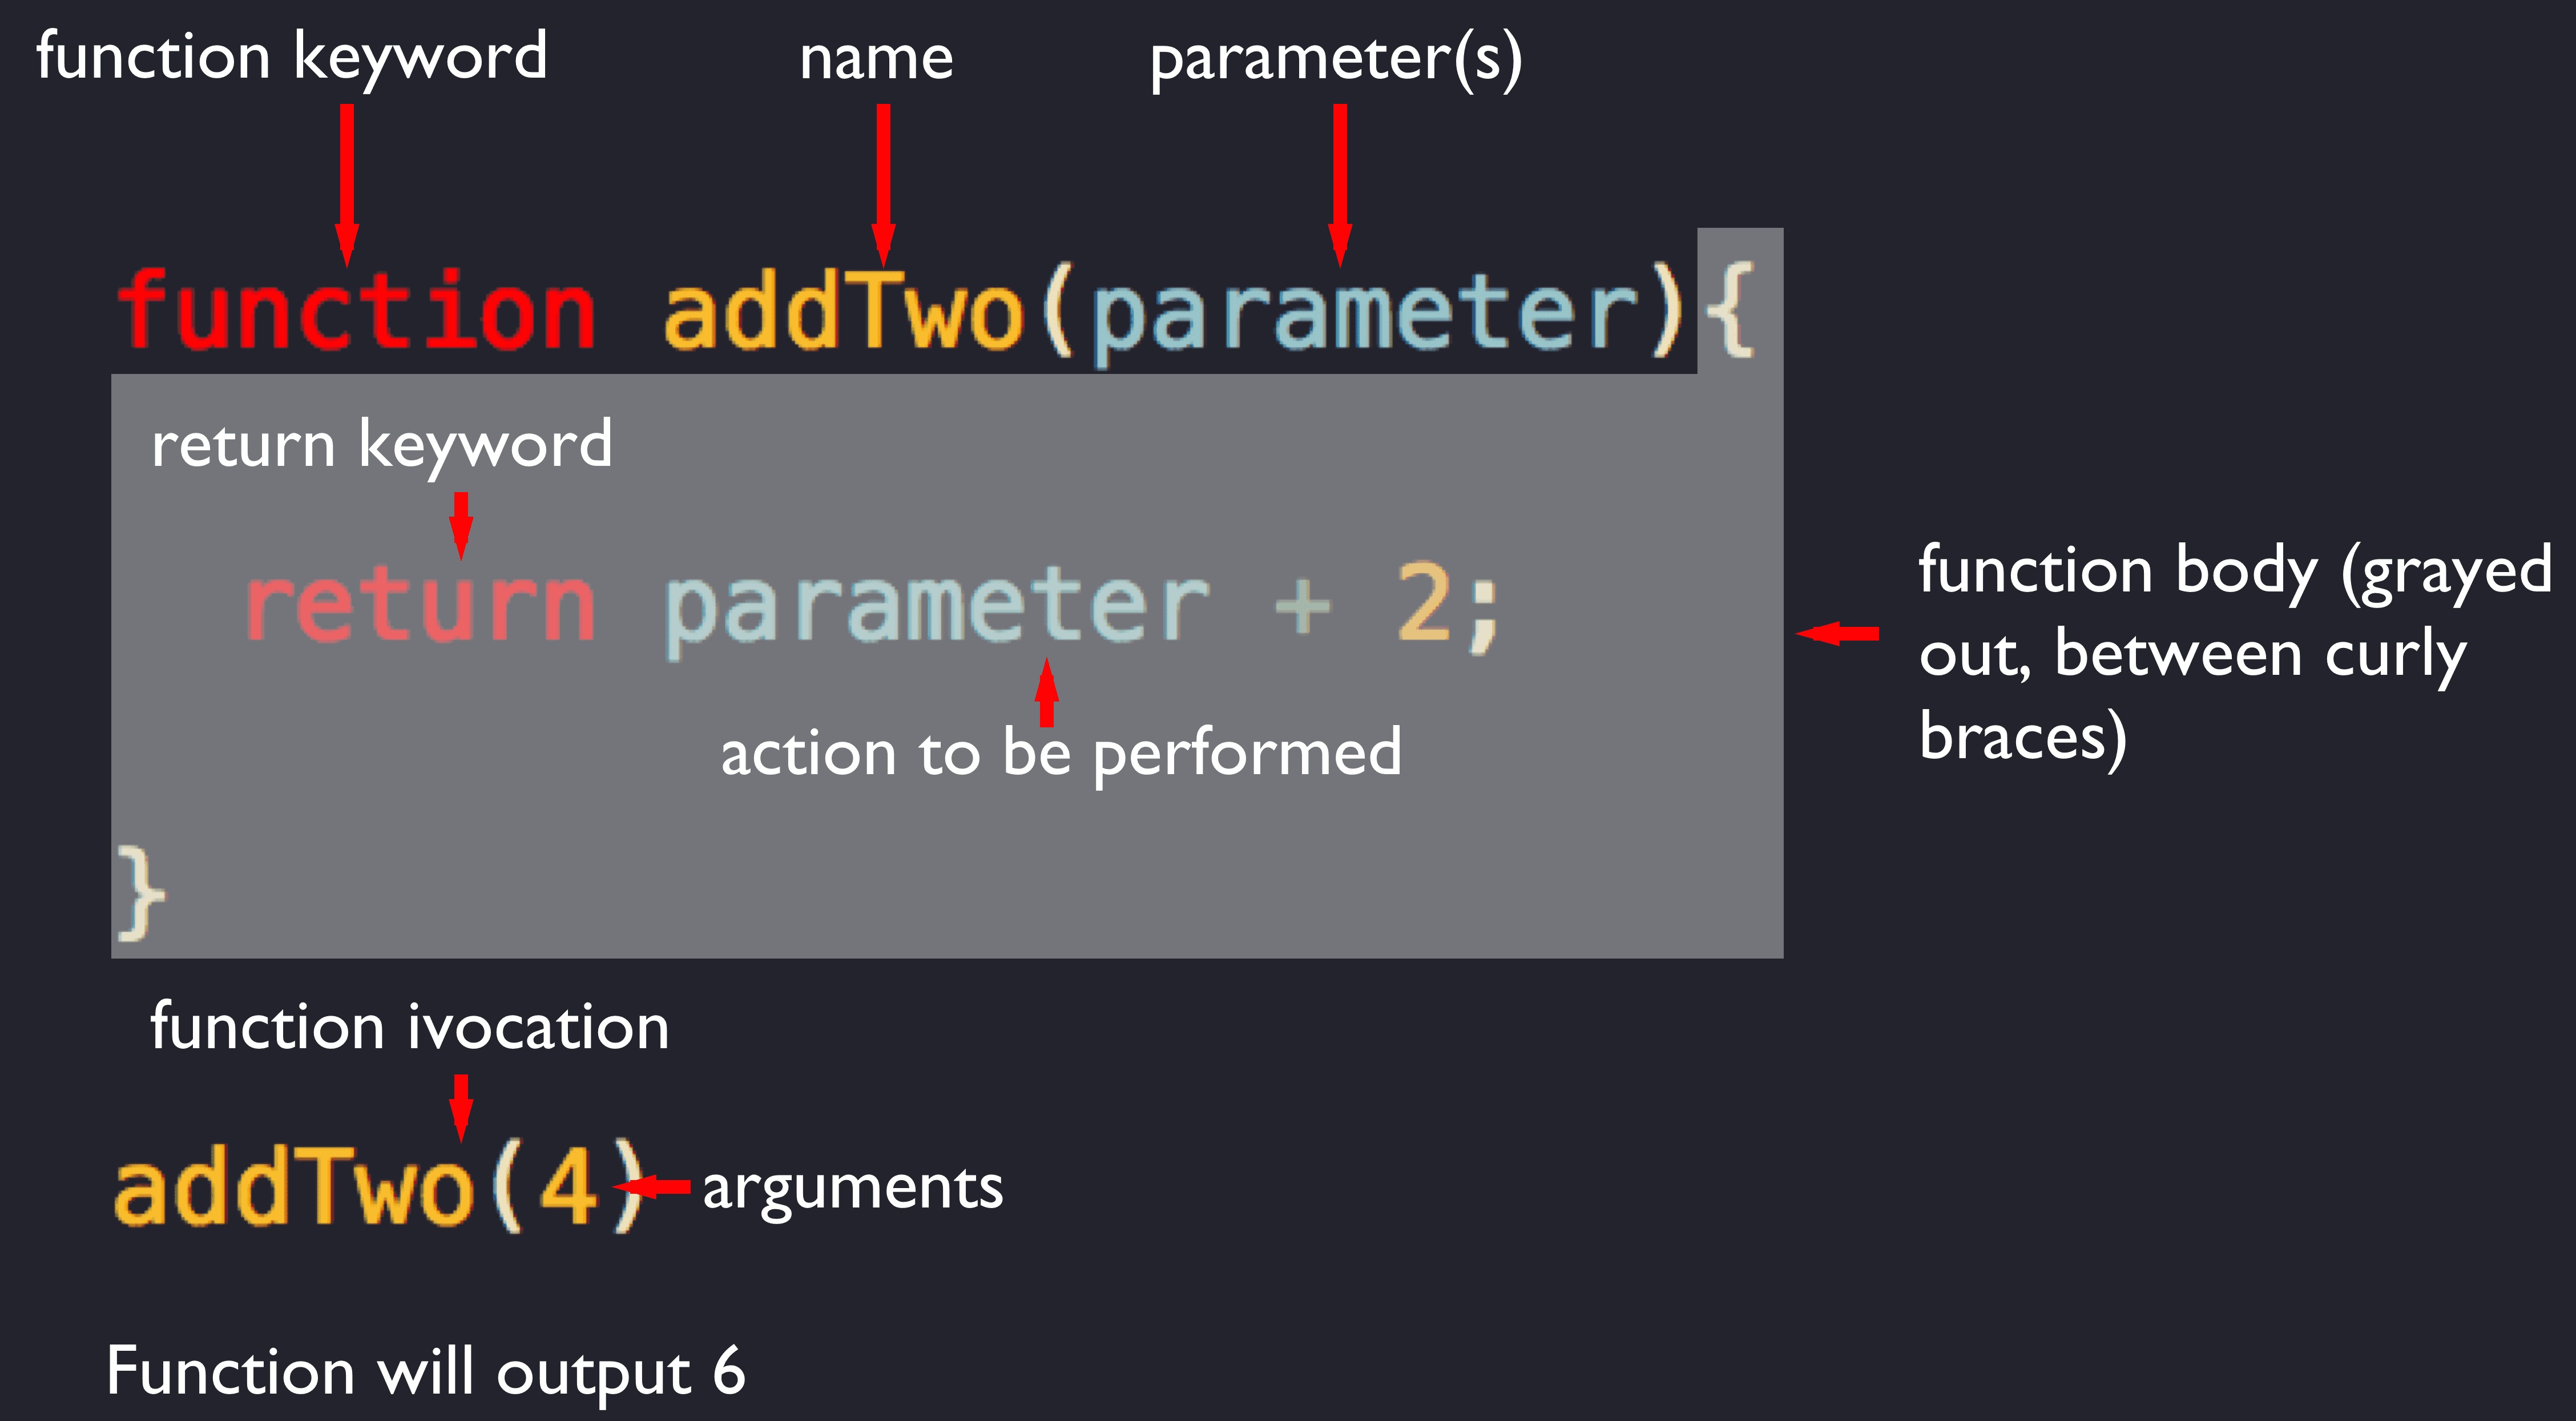 function keyword name parameter(s)
function addTwo(parameter){
return keyword
return parameter + 2;
function body (grayed
out, between curly
braces)
action to be performed
}
function ivocation
addTwo(4) arguments
Function will output 6